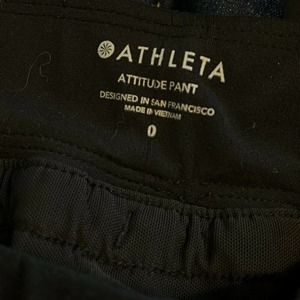 ATHLETA
ATTITUDE PANT
DESIGNED IN SAN FRANCISCO
MADE IN VIETNAM
0